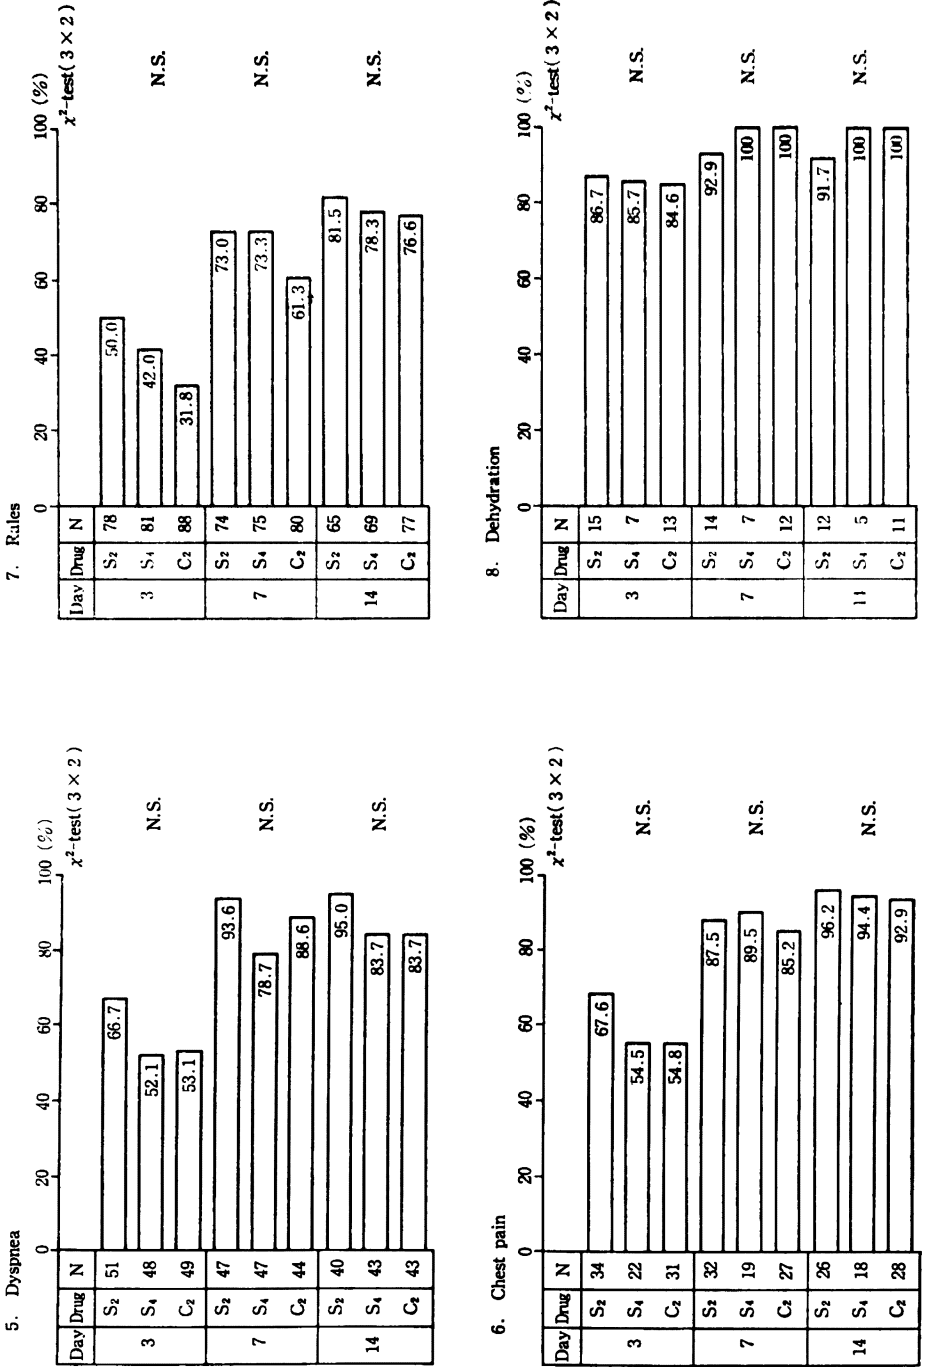 5. Dyspnea
Day Drug N 0 20 40 60 80 100 (%) χ²-test(3×2)
3 S₂ 51 66.7 N.S.
S₄ 48 52.1
C₂ 49 53.1
7 S₂ 47 93.6 N.S.
S₄ 47 78.7
C₂ 44 88.6
14 S₂ 40 95.0 N.S.
S₄ 43 83.7
C₂ 43 83.7
6. Chest pain
Day Drug N 0 20 40 60 80 100 (%) χ²-test(3×2)
3 S₂ 34 67.6 N.S.
S₄ 22 54.5
C₂ 31 54.8
7 S₂ 32 87.5 N.S.
S₄ 19 89.5
C₂ 27 85.2
14 S₂ 26 96.2 N.S.
S₄ 18 94.4
C₂ 28 92.9
7. Rales
Day Drug N 0 20 40 60 80 100 (%) χ²-test(3×2)
3 S₂ 78 50.0 N.S.
S₄ 81 42.0
C₂ 88 31.8
7 S₂ 74 73.0 N.S.
S₄ 75 73.3
C₂ 80 61.3
14 S₂ 65 81.5 N.S.
S₄ 69 78.3
C₂ 77 76.6
8. Dehydration
Day Drug N 0 20 40 60 80 100 (%) χ²-test(3×2)
3 S₂ 15 86.7 N.S.
S₄ 7 85.7
C₂ 13 84.6
7 S₂ 14 92.9 N.S.
S₄ 7 100
C₂ 12 100
14 S₂ 12 91.7 N.S.
S₄ 5 100
C₂ 11 100